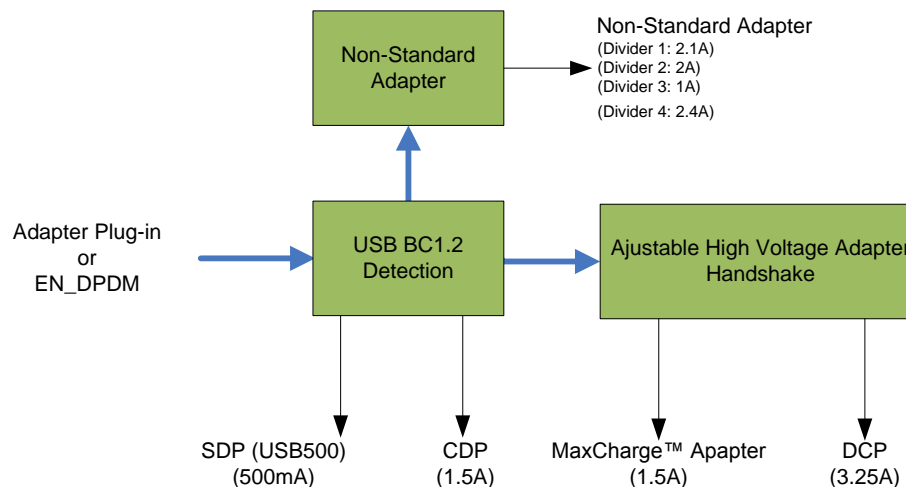 Non-Standard
Adapter
Non-Standard Adapter
(Divider 1: 2.1A)
(Divider 2: 2A)
(Divider 3: 1A)
(Divider 4: 2.4A)
Adapter Plug-in
or
EN_DPDM
USB BC1.2
Detection
Ajustable High Voltage Adapter
Handshake
SDP (USB500)
(500mA)
CDP
(1.5A)
MaxCharge™ Apapter
(1.5A)
DCP
(3.25A)